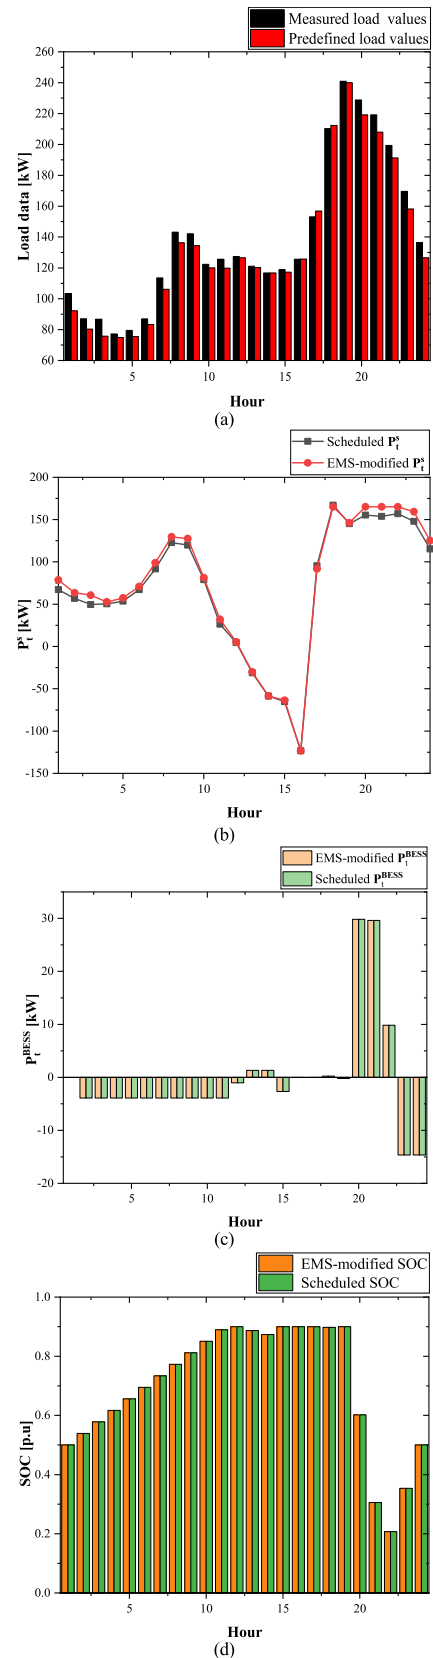 Measured load values
Predefined load values
260
240
220
200
180
160
140
120
100
80
60
Load data [kW]
5 10 15 20
Hour
(a)
Scheduled P_t^s
EMS-modified P_t^s
200
150
100
50
0
-50
-100
-150
P_t^s [kW]
5 10 15 20
Hour
(b)
EMS-modified P_t^BESS
Scheduled P_t^BESS
30
20
10
0
-10
-20
P_t^BESS [kW]
5 10 15 20
Hour
(c)
EMS-modified SOC
Scheduled SOC
1.0
0.8
0.6
0.4
0.2
0.0
SOC [p.u]
5 10 15 20
Hour
(d)